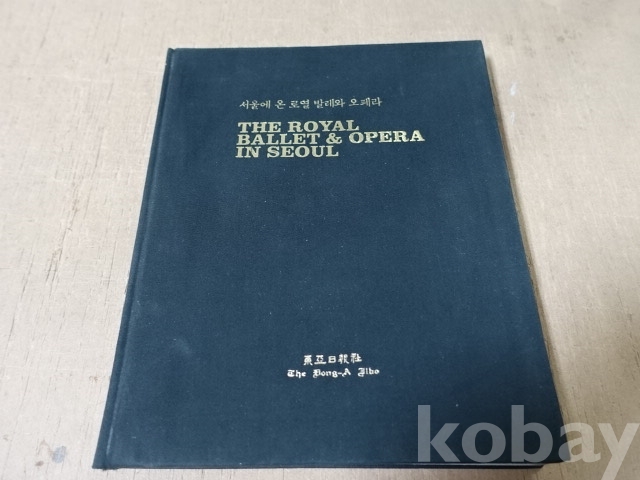 서울에 온 로열 발레와 오페라
THE ROYAL
BALLET & OPERA
IN SEOUL
東亞日報社
The Dong-A Ilbo
kobay